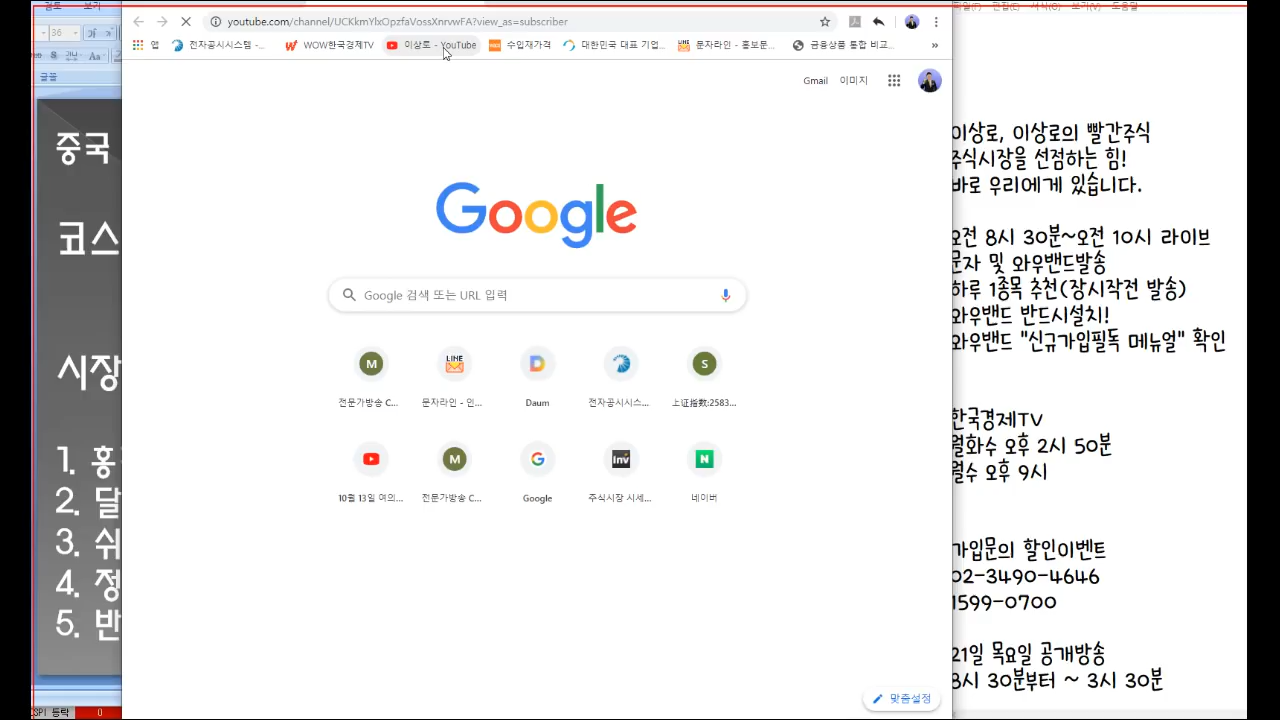 youtube.com/channel/
view_as=subscriber
앱
전자공시시스템 -...
WOW한국경제TV
이상로 - YouTube
대한민국 대표 기업...
문자라인 - 홍보도...
금융상품 통합 비교...
»
Gmail
이미지
Google
Google 검색 또는 URL 입력
M
LINE
D
S
전문가방송 C...
문자라인 - 인...
Daum
전자공시시스...
上证指數:2583...
M
G
Inv
N
10월 13일 여의...
전문가방송 C...
Google
주식시장 시세...
네이버
맞춤설정
36
가
글꼴
중국
코스
시장
1. 홍
2. 달
3. 쉬
4. 정
5. 반
등락
0
이상로, 이상로의 빨간주식
주식시장을 선점하는 힘!
바로 우리에게 있습니다.
오전 8시 30분~오전 10시 라이브
문자 및 와우밴드발송
하루 1종목 추천(장시작전 발송)
와우밴드 반드시설치!
와우밴드 "신규가입필독 메뉴얼" 확인
한국경제TV
월화수 오후 2시 50분
월수 오후 9시
가입문의 할인이벤트
02-3490-4646
1599-0700
21일 목요일 공개방송
8시 30분부터 ~ 3시 30분